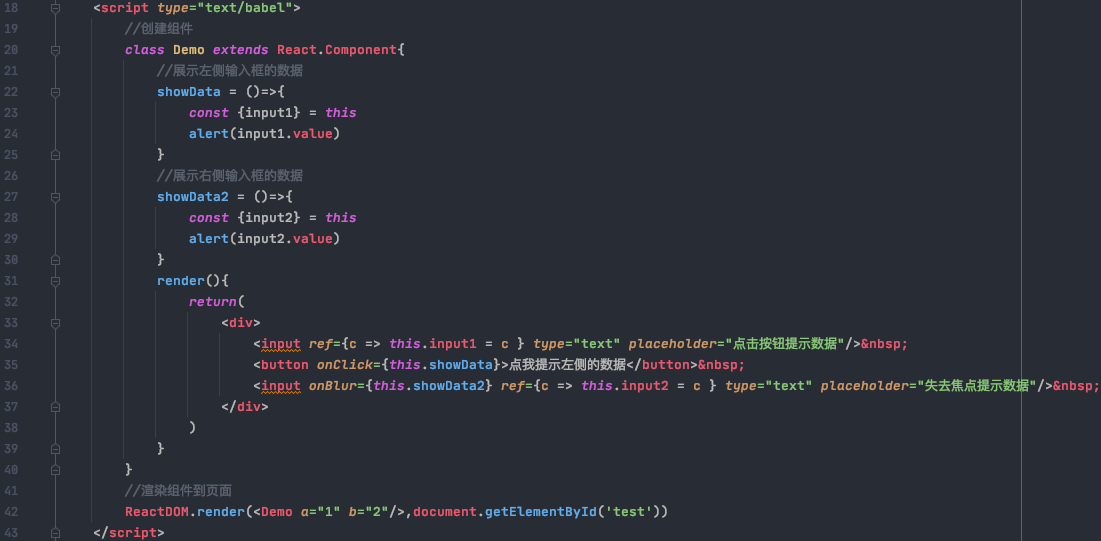 18 <script type="text/babel">
19 //创建组件
20 class Demo extends React.Component{
21 //展示左侧输入框的数据
22 showData = ()=>{
23 const {input1} = this
24 alert(input1.value)
25 }
26 //展示右侧输入框的数据
27 showData2 = ()=>{
28 const {input2} = this
29 alert(input2.value)
30 }
31 render(){
32 return(
33 <div>
34 <input ref={c => this.input1 = c } type="text" placeholder="点击按钮提示数据"/>&nbsp;
35 <button onClick={this.showData}>点我提示左侧的数据</button>&nbsp;
36 <input onBlur={this.showData2} ref={c => this.input2 = c } type="text" placeholder="失去焦点提示数据"/>&nbsp;
37 </div>
38 )
39 }
40 }
41 //渲染组件到页面
42 ReactDOM.render(<Demo a="1" b="2"/>,document.getElementById('test'))
43 </script>